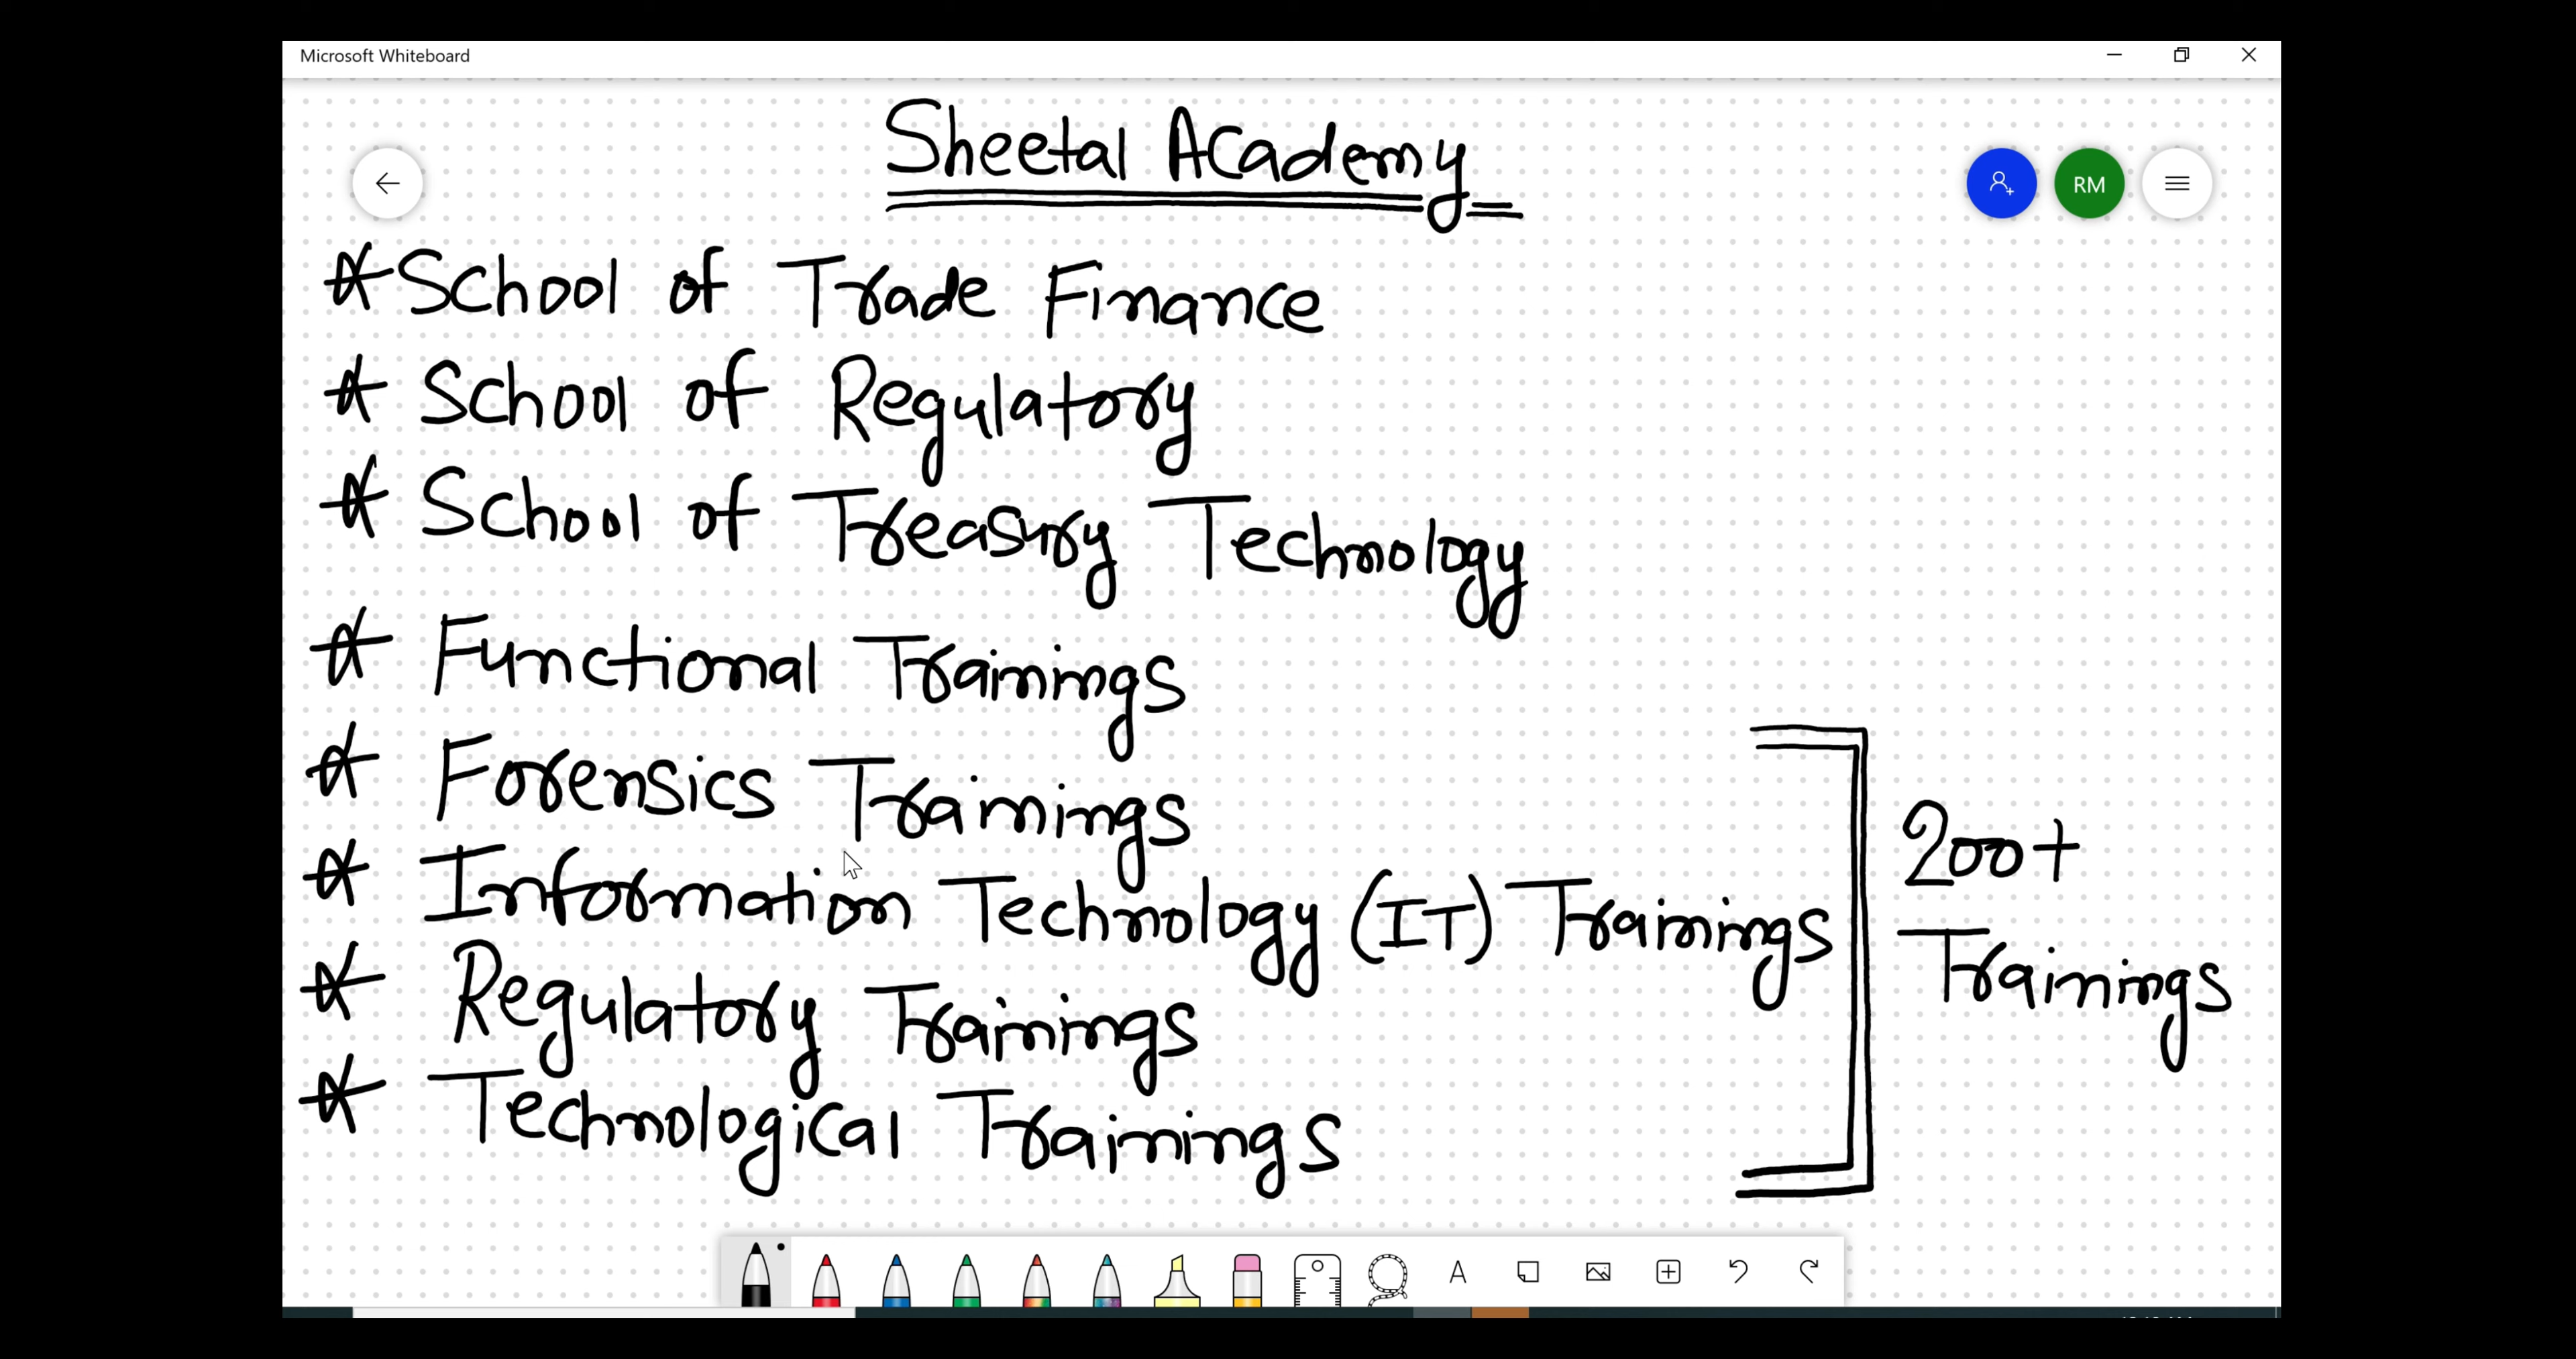 Microsoft Whiteboard
Sheetal Academy
RM
* School of Trade Finance
* School of Regulatory
* School of Treasury Technology
* Functional Trainings
* Forensics Trainings
* Information Technology (IT) Trainings
* Regulatory Trainings
* Technological Trainings
200+
Trainings
A